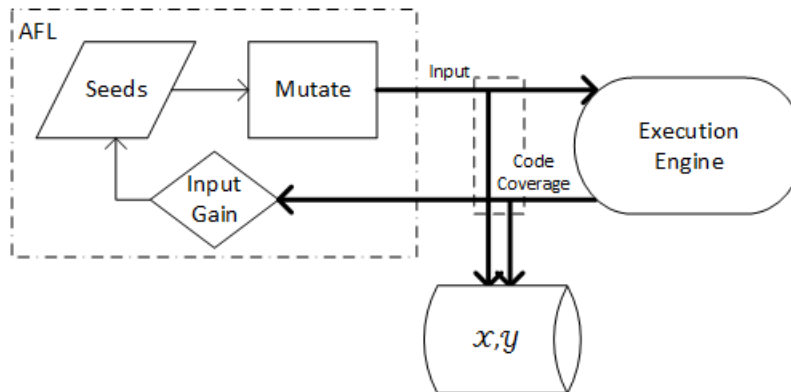 AFL
Seeds
Mutate
Input
Execution
Engine
Code
Coverage
Input
Gain
x,y